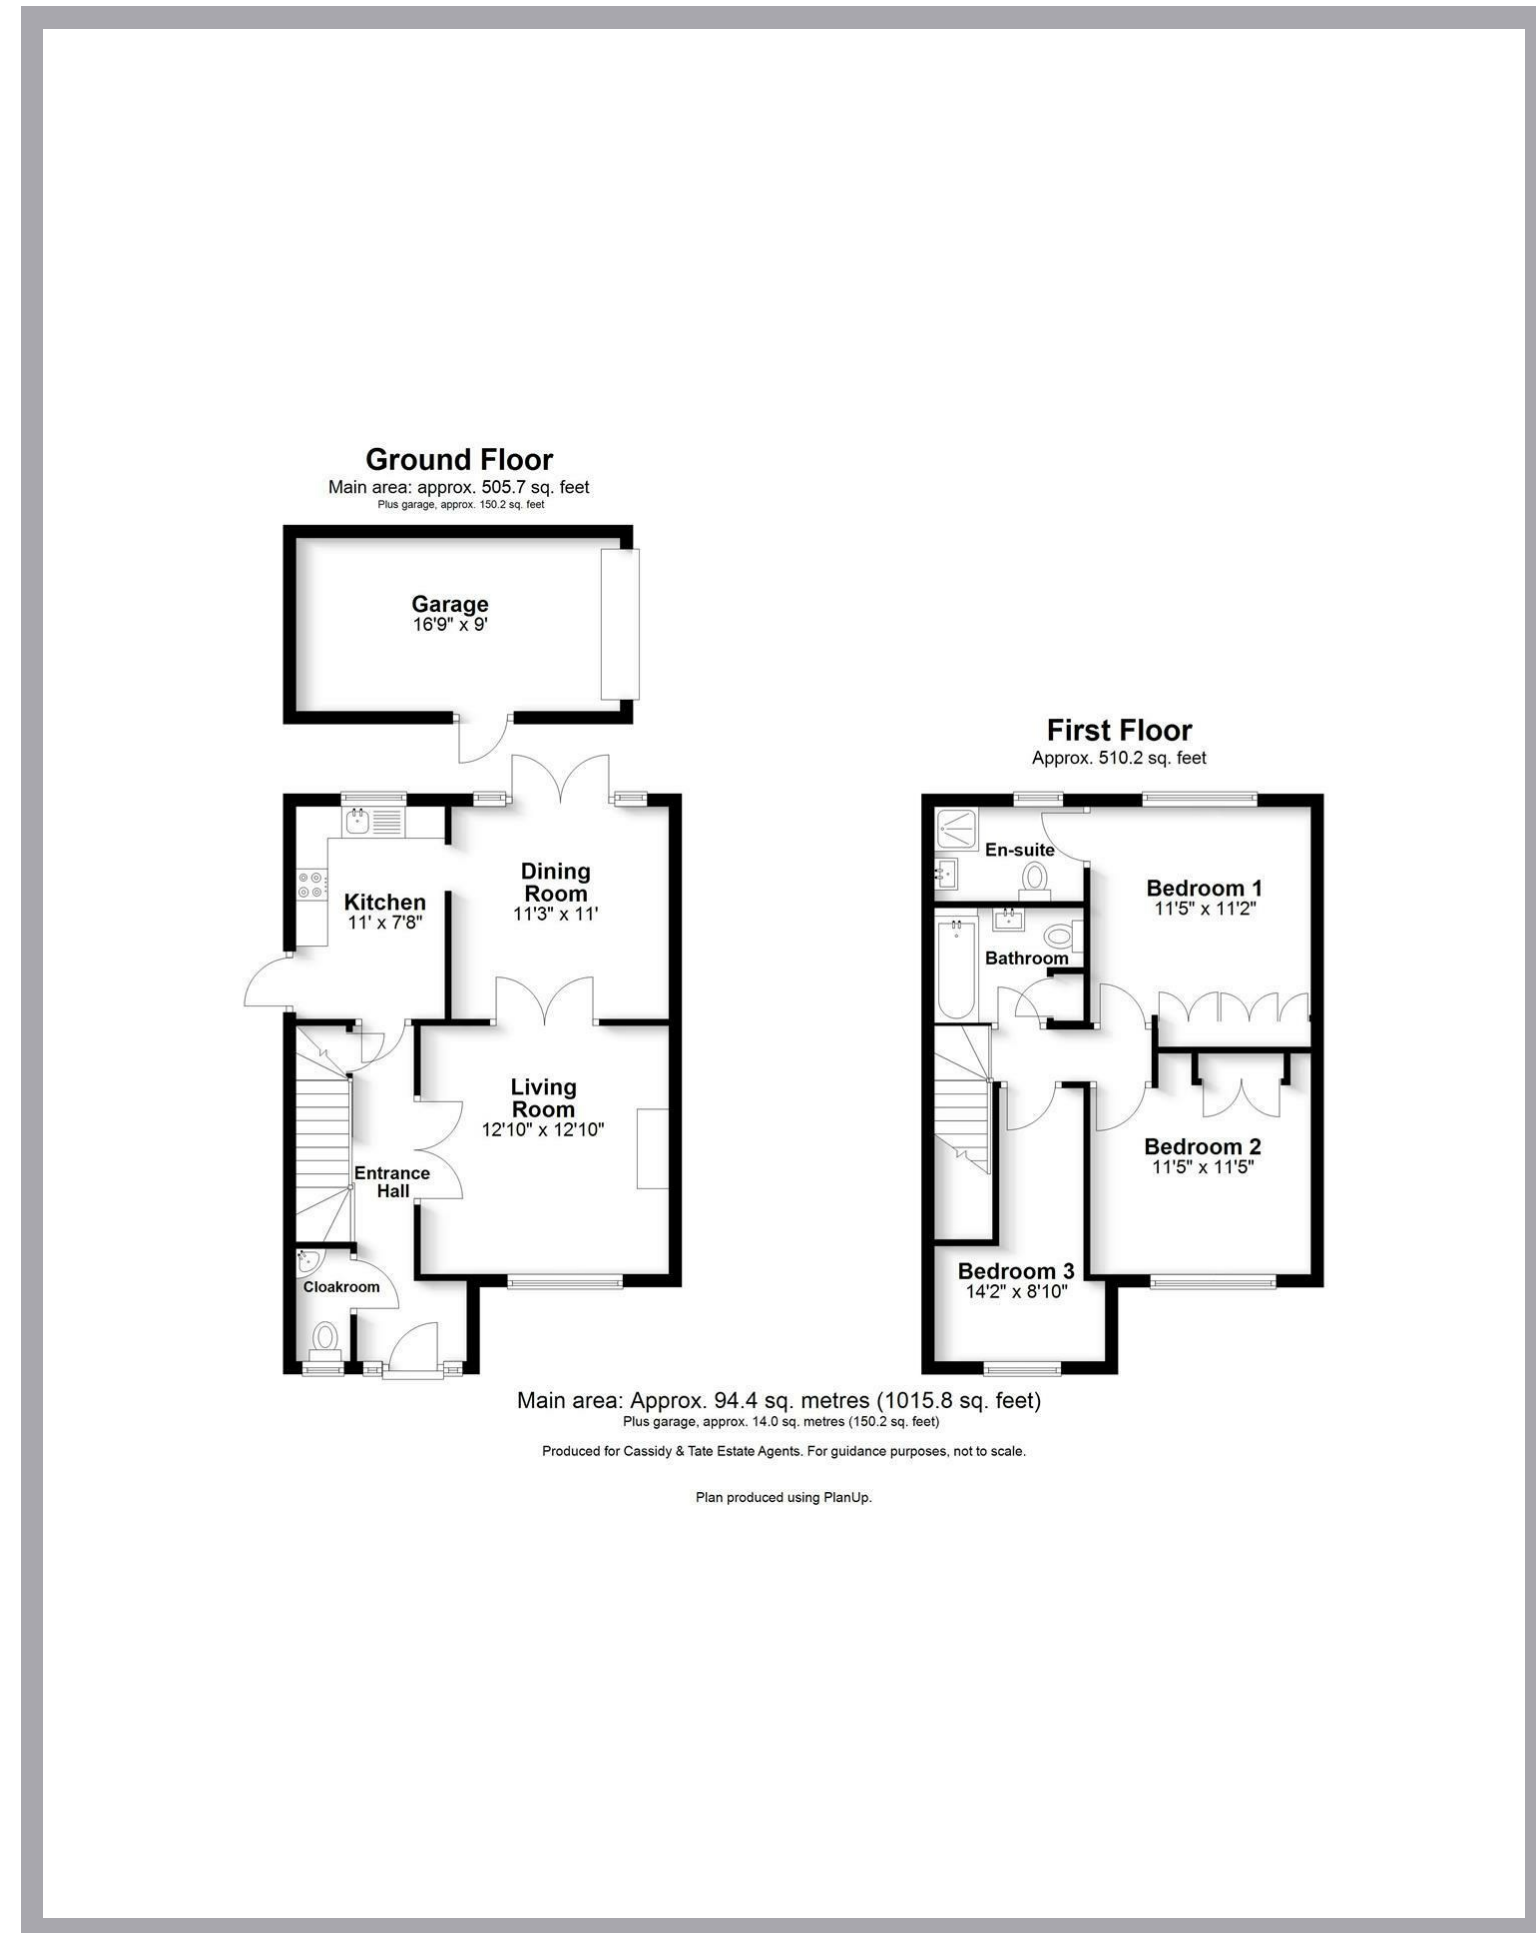 Ground Floor
Main area: approx. 505.7 sq. feet
Plus garage, approx. 150.2 sq. feet
Garage
16'9" x 9'
Dining
Room
11'3" x 11'
Kitchen
11' x 7'8"
Living
Room
12'10" x 12'10"
Entrance
Hall
Cloakroom
First Floor
Approx. 510.2 sq. feet
En-suite
Bedroom 1
11'5" x 11'2"
Bathroom
Bedroom 2
11'5" x 11'5"
Bedroom 3
14'2" x 8'10"
Main area: Approx. 94.4 sq. metres (1015.8 sq. feet)
Plus garage, approx. 14.0 sq. metres (150.2 sq. feet)
Produced for Cassidy & Tate Estate Agents. For guidance purposes, not to scale.
Plan produced using PlanUp.